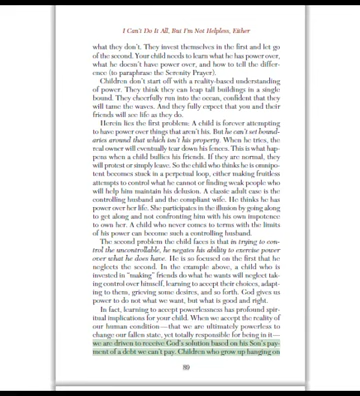 I Can't Do It All, But I'm Not Helpless, Either
what they don't. They invest themselves in the first and let go
of the second. Your child needs to learn what he has power over,
what he doesn't have power over, and how to tell the differ-
ence (to paraphrase the Serenity Prayer).
Children don't start off with a reality-based understanding
of power. They think they can leap tall buildings in a single
bound. They cheerfully run into the ocean, confident that they
will tame the waves. And they fully expect that you and their
friends will see life as they do.
Herein lies the first problem: A child is forever attempting
to have power over things that aren't his. But he can't set bound-
aries around that which isn't his property. When he tries, the
real owner will eventually tear down his fences. This is what hap-
pens when a child bullies his friends. If they are normal, they
will protest or simply leave. So the child who thinks he is omnipo-
tent becomes stuck in a perpetual loop, either making fruitless
attempts to control what he cannot or finding weak people who
will help him maintain his delusion. A classic adult case is the
controlling husband and the compliant wife. He thinks he has
power over her life. She participates in the illusion by going along
to get along and not confronting him with his own impotence
to own her. A child who never comes to terms with the limits
of his power can become such a controlling husband.
The second problem the child faces is that in trying to con-
trol the uncontrollable, he negates his ability to exercise power
over what he does have. He is so focused on the first that he
neglects the second. In the example above, a child who is
invested in "making" friends do what he wants will neglect tak-
ing control over himself, learning to accept their choices, adapt-
ing to them, grieving some desires, and so forth. God gives us
power to do not what we want, but what is good and right.
In fact, learning to accept powerlessness has profound spir-
itual implications for your child. When we accept the reality of
our human condition—that we are ultimately powerless to
change our fallen state, yet totally responsible for being in it—
we are driven to receive God's solution based on his Son's pay-
ment of a debt we can't pay. Children who grow up hanging on
80